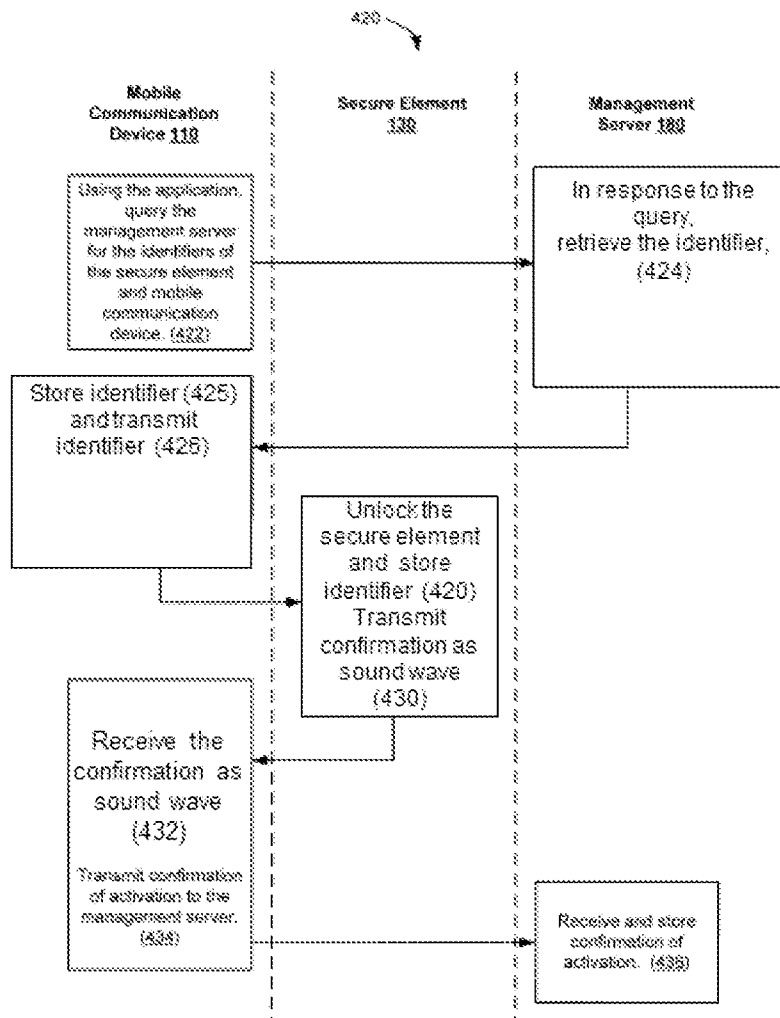 420
Mobile
Communication
Device 110
Secure Element
130
Management
Server 180
Using the application,
query the
management server
for the identifiers of
the secure element
and mobile
communication
device. (422)
In response to the
query,
retrieve the identifier,
(424)
Store identifier (425)
and transmit
identifier (426)
Unlock the
secure element
and store
identifier (420)
Transmit
confirmation as
sound wave
(430)
Receive the
confirmation as
sound wave
(432)
Transmit confirmation
of activation to the
management server.
(434)
Receive and store
confirmation of
activation. (436)